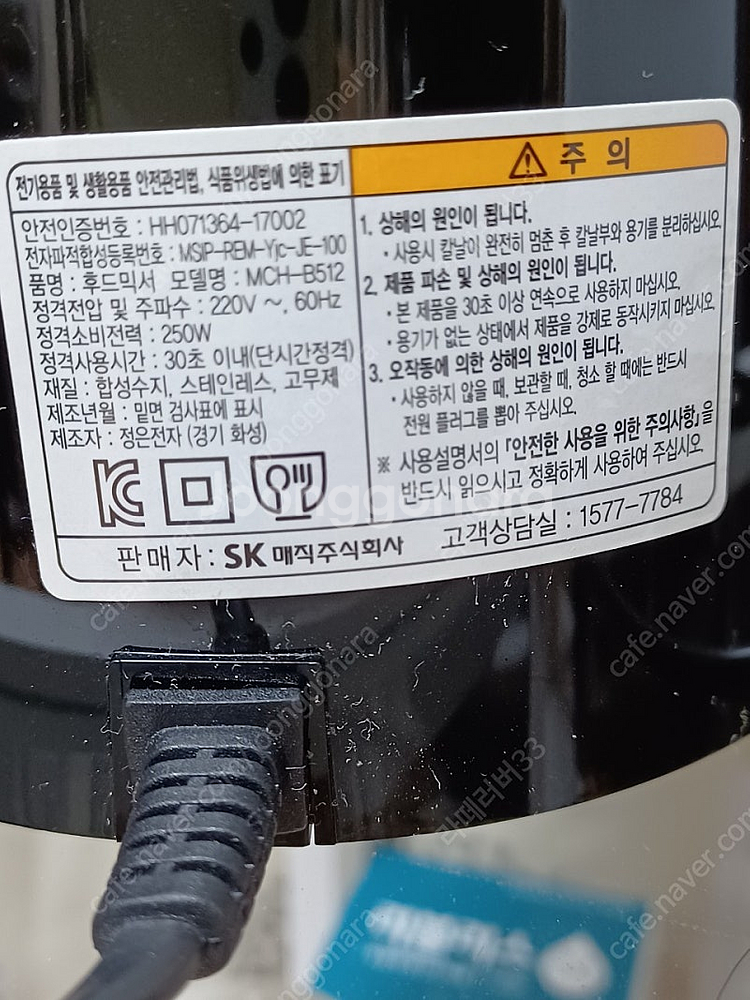 전기용품 및 생활용품 안전관리법, 식품위생법에 의한 표기
안전인증번호 : HH071364-17002
전자파적합성등록번호 : MSIP-REM-Yjc-JE-100
품명 : 후드믹서 모델명 : MCH-B512
정격전압 및 주파수 : 220V ～, 60Hz
정격소비전력 : 250W
정격사용시간 : 30초 이내(단시간정격)
재질 : 합성수지, 스테인레스, 고무제
제조년월 : 밑면 검사표에 표시
제조자 : 정은전자 (경기 화성)
⚠ 주 의
1. 상해의 원인이 됩니다.
• 사용시 칼날이 완전히 멈춘 후 칼날부와 용기를 분리하십시오.
2. 제품 파손 및 상해의 원인이 됩니다.
• 본 제품을 30초 이상 연속으로 사용하지 마십시오.
• 용기가 없는 상태에서 제품을 강제로 동작시키지 마십시오.
3. 오작동에 의한 상해의 원인이 됩니다.
• 사용하지 않을 때, 보관할 때, 청소 할 때에는 반드시
전원 플러그를 뽑아 주십시오.
※ 사용설명서의 「안전한 사용을 위한 주의사항」을
반드시 읽으시고 정확하게 사용하여 주십시오.
판매자 : SK 매직주식회사
고객상담실 : 1577-7784
joonggonara
cafe.naver.com